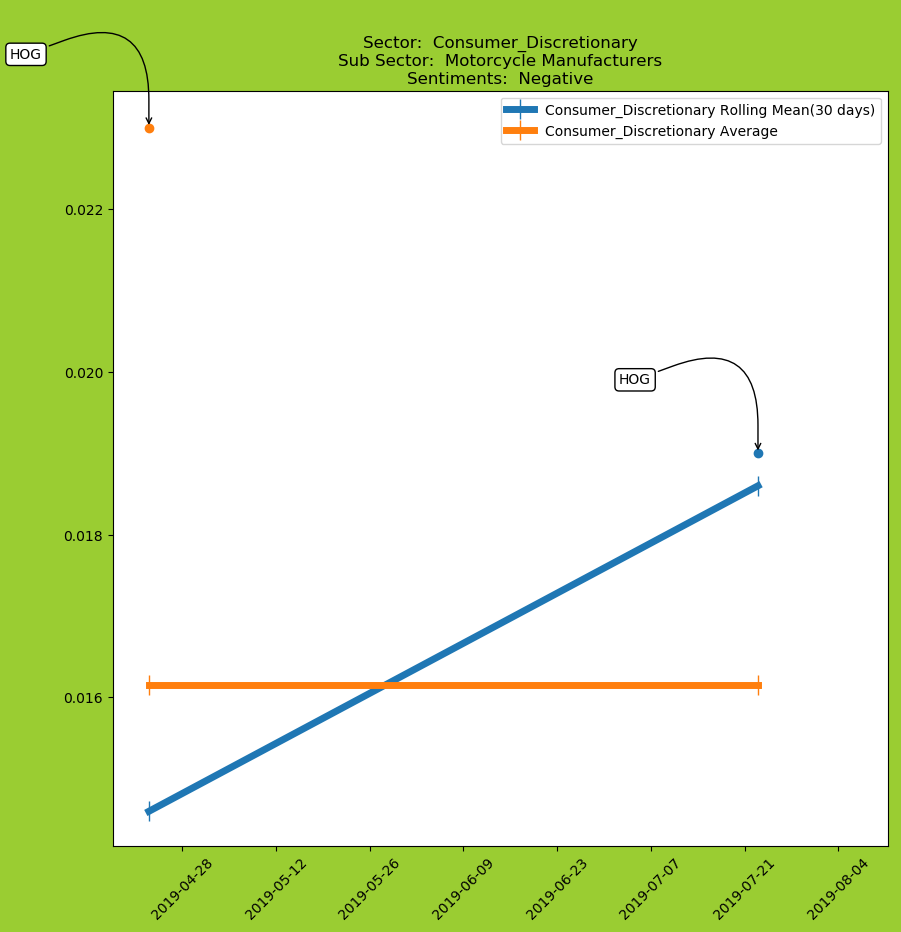 HOG
Sector:  Consumer_Discretionary
Sub Sector:  Motorcycle Manufacturers
Sentiments:  Negative
Consumer_Discretionary Rolling Mean(30 days)
Consumer_Discretionary Average
0.022
0.020
HOG
0.018
0.016
2019-04-28
2019-05-12
2019-05-26
2019-06-09
2019-06-23
2019-07-07
2019-07-21
2019-08-04